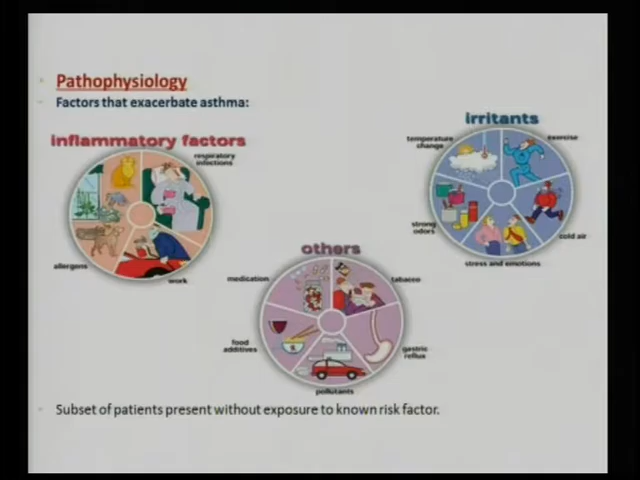 Pathophysiology
Factors that exacerbate asthma:
irritants
inflammatory factors
temperature
change
exercise
respiratory
infections
strong
odors
cold air
allergens
work
stress and emotions
others
medication
tabacco
food
additives
gastric
reflux
pollutants
Subset of patients present without exposure to known risk factor.